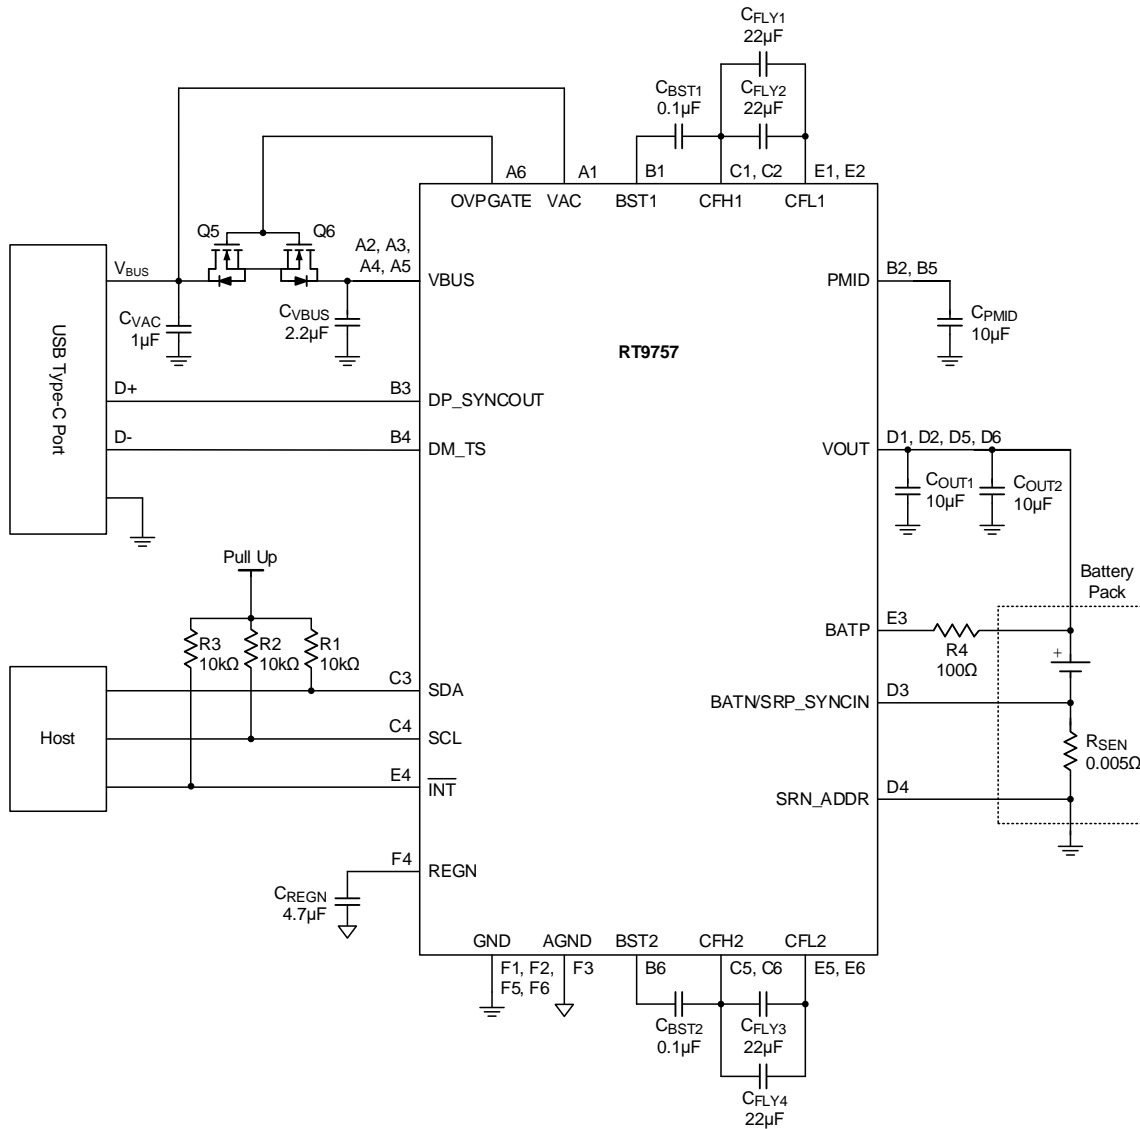 CFLY1
22µF
CBST1
0.1µF
CFLY2
22µF
A6
A1
B1
C1, C2
E1, E2
OVPGATE
VAC
BST1
CFH1
CFL1
Q5
Q6
A2, A3,
A4, A5
VBUS
VBUS
PMID
B2, B5
CVAC
1µF
CVBUS
2.2µF
CPMID
10µF
RT9757
USB Type-C Port
D+
B3
DP_SYNCOUT
D-
B4
DM_TS
VOUT
D1, D2, D5, D6
COUT1
10µF
COUT2
10µF
Pull Up
Battery
Pack
R3
10kΩ
R2
10kΩ
R1
10kΩ
BATP
E3
R4
100Ω
+
Host
C3
SDA
BATN/SRP_SYNCIN
D3
C4
SCL
RSEN
0.005Ω
E4
INT
SRN_ADDR
D4
F4
REGN
CREGN
4.7µF
GND
AGND
BST2
CFH2
CFL2
F1, F2,
F5, F6
F3
B6
C5, C6
E5, E6
CBST2
0.1µF
CFLY3
22µF
CFLY4
22µF